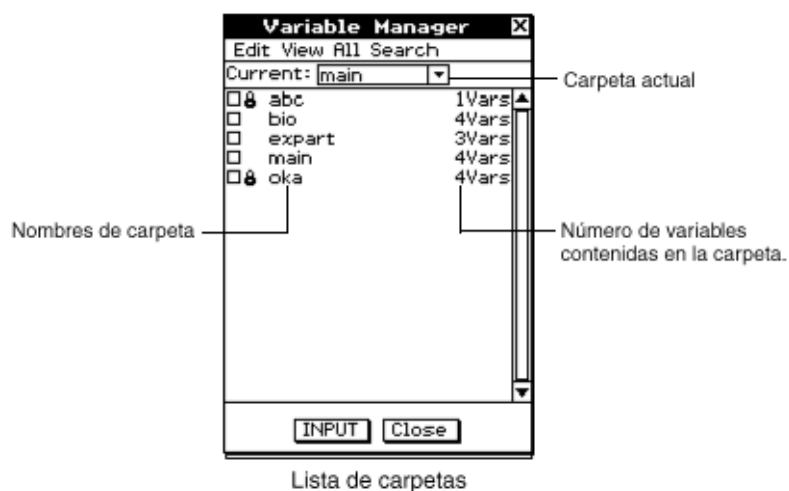 Variable Manager
Edit View All Search
Current: main
Carpeta actual
abc 1Vars
bio 4Vars
expart 3Vars
main 4Vars
oka 4Vars
Nombres de carpeta
Número de variables
contenidas en la carpeta.
INPUT Close
Lista de carpetas